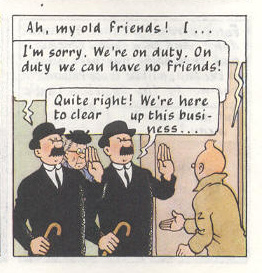 Ah, my old friends! I ...
I'm sorry. We're on duty. On
duty we can have no friends!
Quite right! We're here
to clear up this busi-
ness...